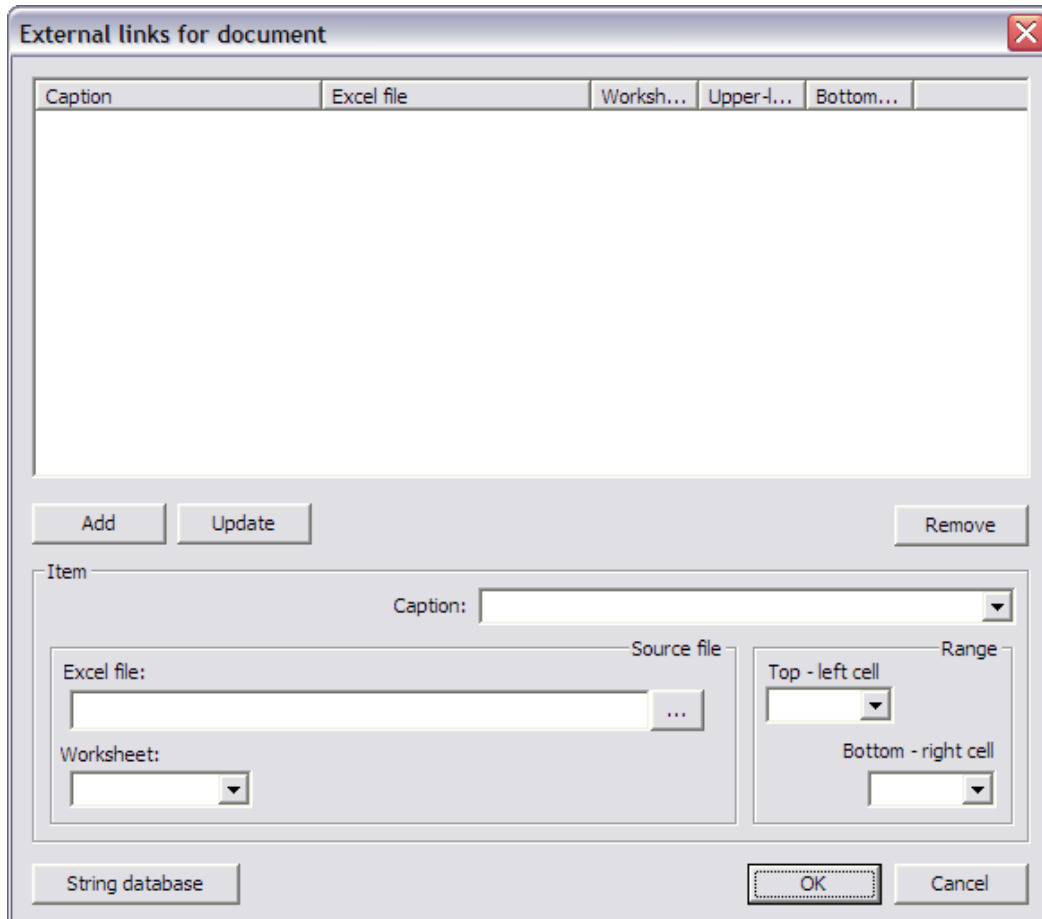 External links for document
Caption Excel file Worksh... Upper-l... Bottom...
Add Update Remove
Item
Caption:
Source file Range
Excel file: Top - left cell
...
Worksheet: Bottom - right cell
String database OK Cancel